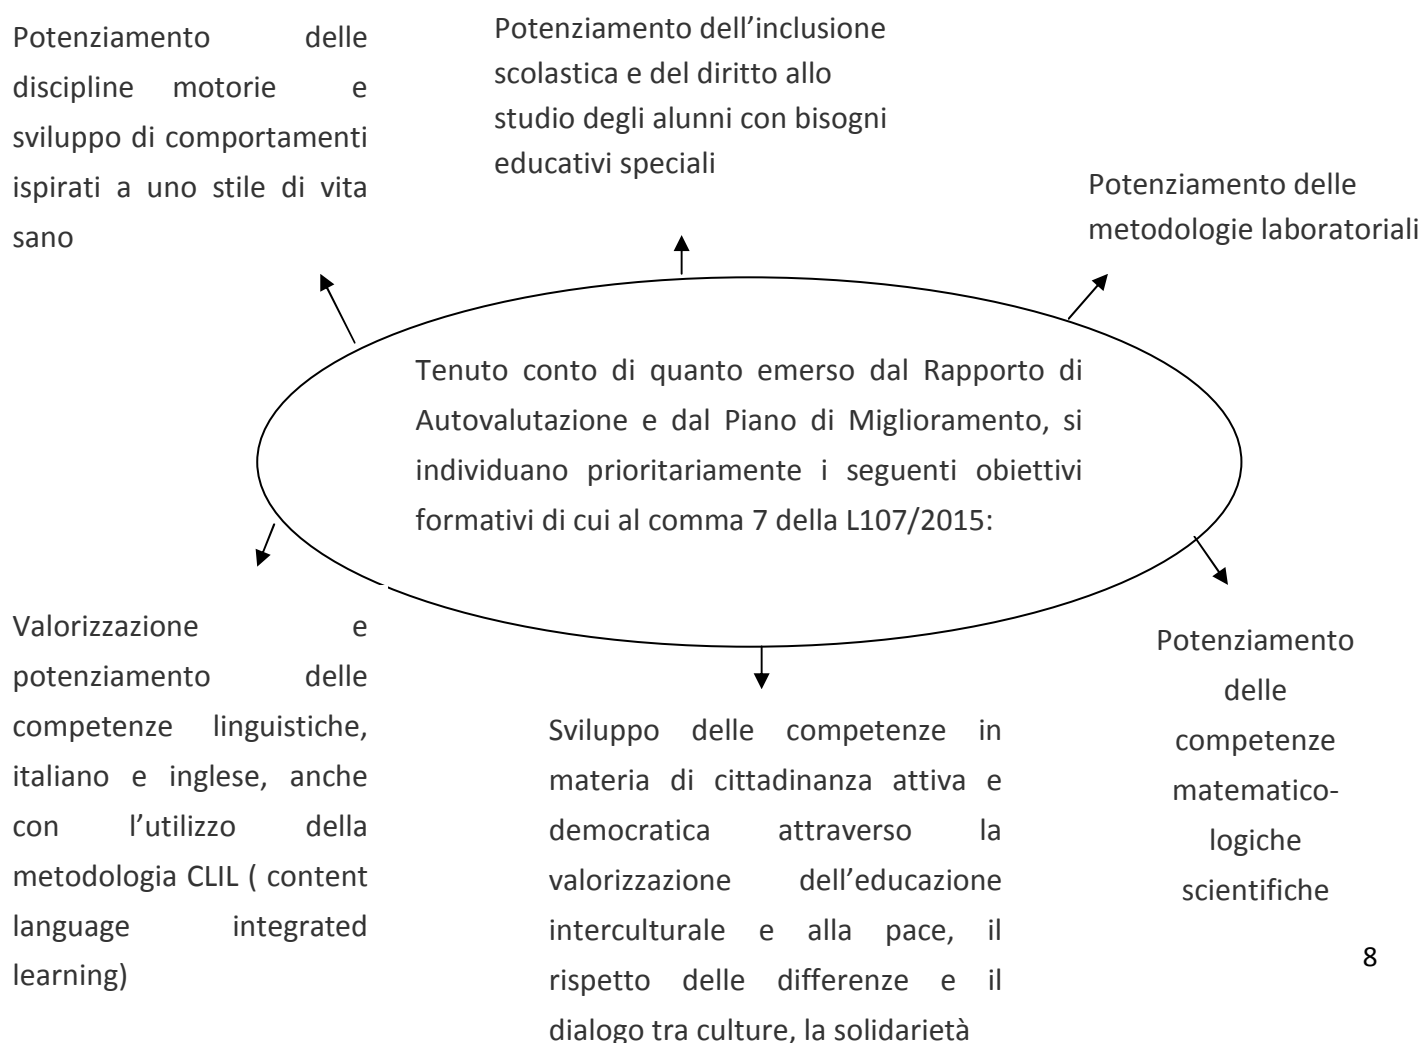 Potenziamento delle
discipline motorie e
sviluppo di comportamenti
ispirati a uno stile di vita
sano
Potenziamento dell’inclusione
scolastica e del diritto allo
studio degli alunni con bisogni
educativi speciali
Potenziamento delle
metodologie laboratoriali
Tenuto conto di quanto emerso dal Rapporto di
Autovalutazione e dal Piano di Miglioramento, si
individuano prioritariamente i seguenti obiettivi
formativi di cui al comma 7 della L107/2015:
Valorizzazione e
potenziamento delle
competenze linguistiche,
italiano e inglese, anche
con l’utilizzo della
metodologia CLIL ( content
language integrated
learning)
Sviluppo delle competenze in
materia di cittadinanza attiva e
democratica attraverso la
valorizzazione dell’educazione
interculturale e alla pace, il
rispetto delle differenze e il
dialogo tra culture, la solidarietà
Potenziamento
delle
competenze
matematico-
logiche
scientifiche
8